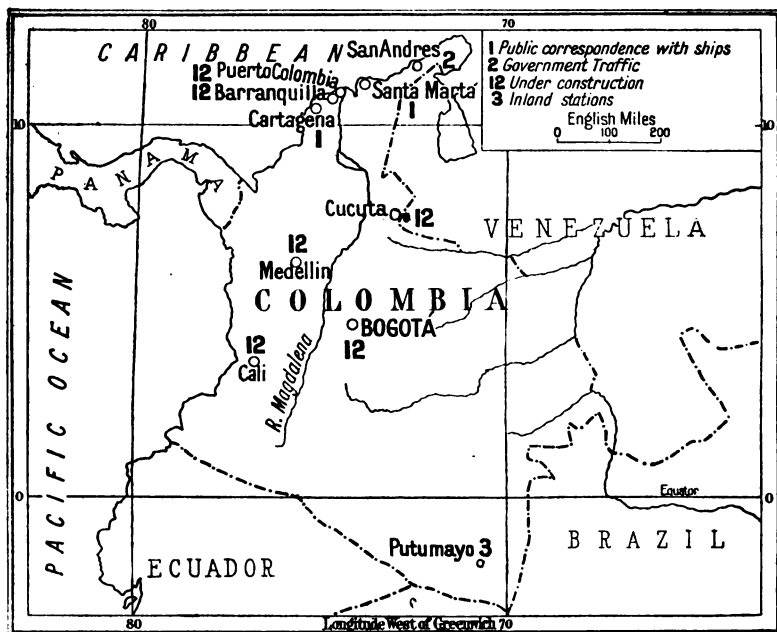 80
70
CARIBBEAN
San Andres
2
1 Public correspondence with ships
2 Government Traffic
12 Under construction
3 Inland stations
English Miles
0 100 200
12 Puerto Colombia
12 Barranquilla
Santa Marta
1
Cartagena
1
10
10
PANAMA
Cucuta
12
VENEZUELA
12
Medellin
COLOMBIA
BOGOTA
12
12
Cali
R. Magdalena
PACIFIC OCEAN
0
Equator
0
Putumayo 3
BRAZIL
ECUADOR
80
Longitude West of Greenwich 70